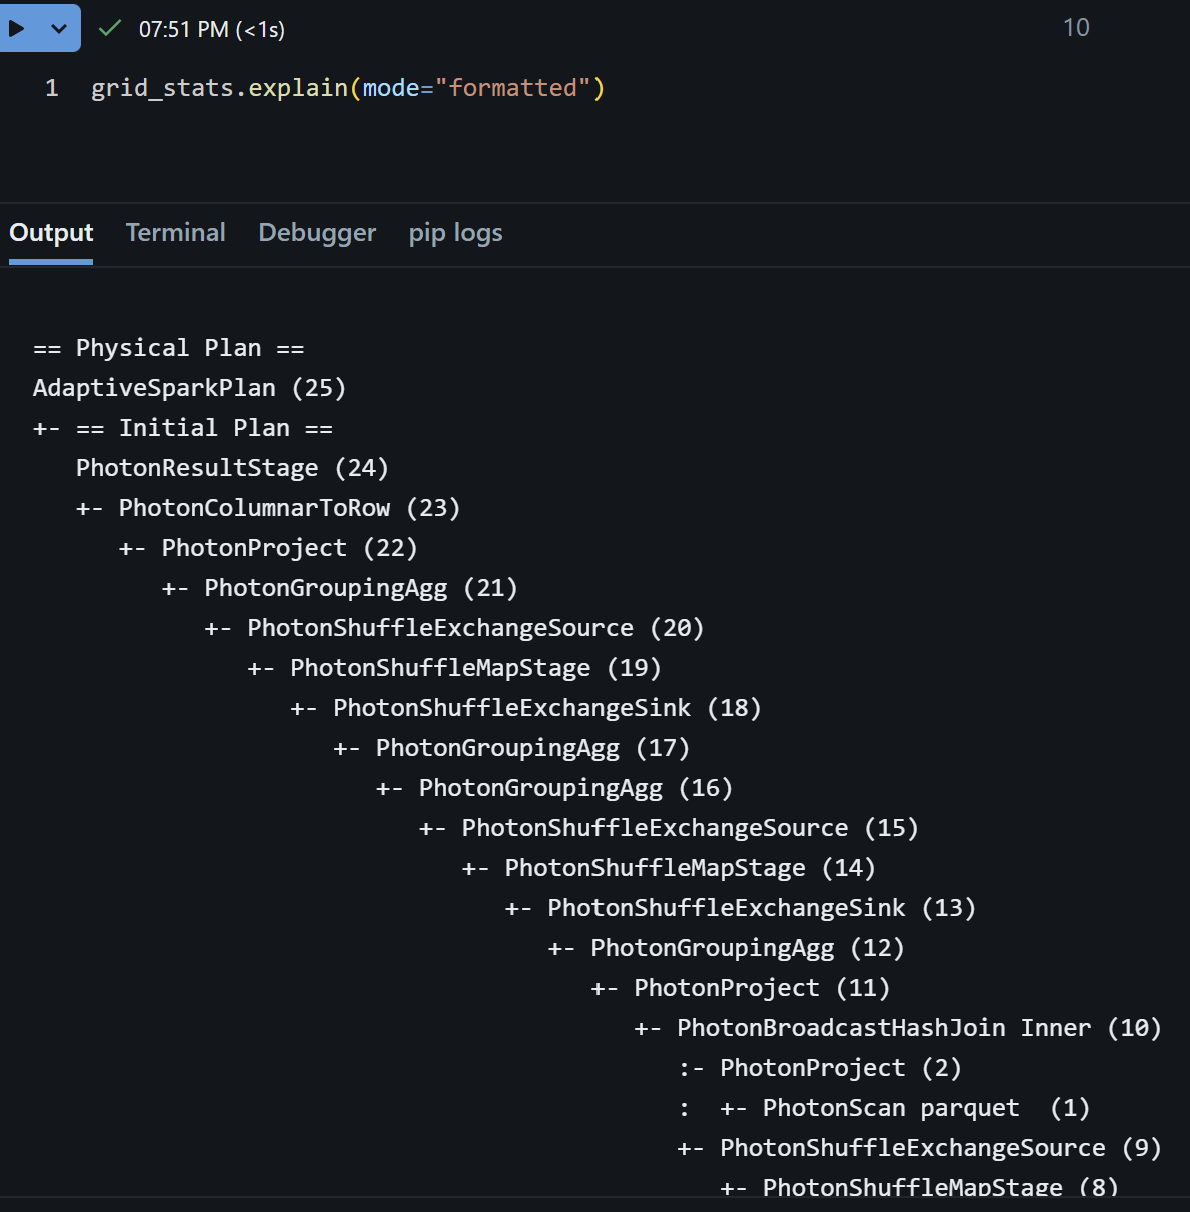 07:51 PM (<1s)
10
1 grid_stats.explain(mode="formatted")
Output Terminal Debugger pip logs
== Physical Plan ==
AdaptiveSparkPlan (25)
+- == Initial Plan ==
   PhotonResultStage (24)
   +- PhotonColumnarToRow (23)
      +- PhotonProject (22)
         +- PhotonGroupingAgg (21)
            +- PhotonShuffleExchangeSource (20)
               +- PhotonShuffleMapStage (19)
                  +- PhotonShuffleExchangeSink (18)
                     +- PhotonGroupingAgg (17)
                        +- PhotonGroupingAgg (16)
                           +- PhotonShuffleExchangeSource (15)
                              +- PhotonShuffleMapStage (14)
                                 +- PhotonShuffleExchangeSink (13)
                                    +- PhotonGroupingAgg (12)
                                       +- PhotonProject (11)
                                          +- PhotonBroadcastHashJoin Inner (10)
                                             :- PhotonProject (2)
                                             :  +- PhotonScan parquet  (1)
                                             +- PhotonShuffleExchangeSource (9)
                                                +- PhotonShuffleMapStage (8)